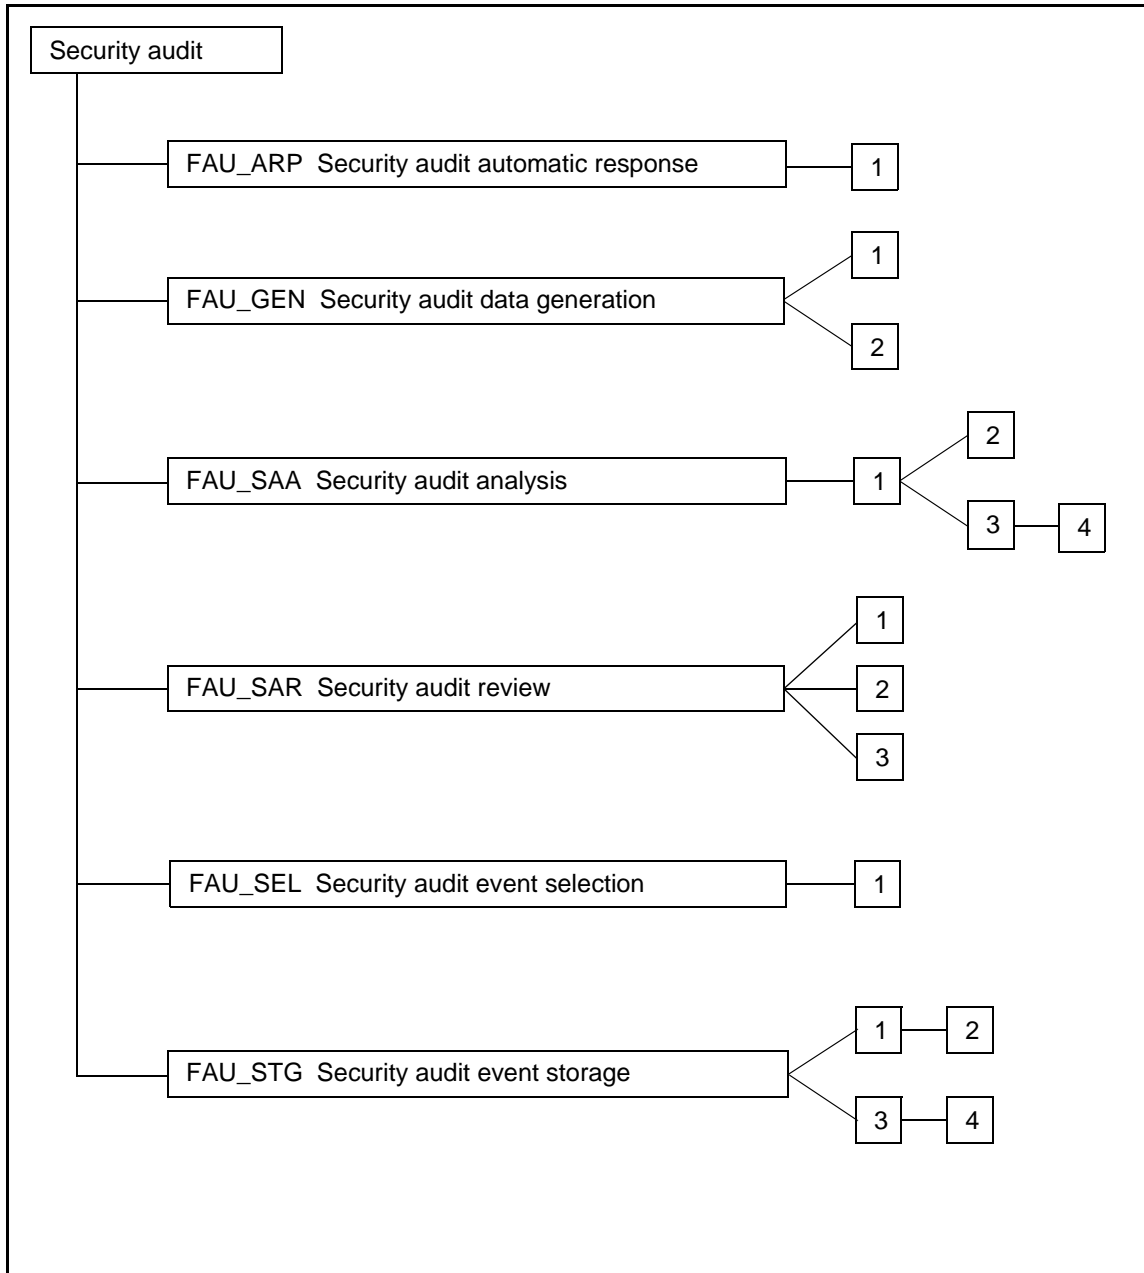 Security audit
FAU_ARP Security audit automatic response 1
1
FAU_GEN Security audit data generation
2
2
FAU_SAA Security audit analysis 1
3 4
1
FAU_SAR Security audit review 2
3
FAU_SEL Security audit event selection 1
1 2
FAU_STG Security audit event storage
3 4